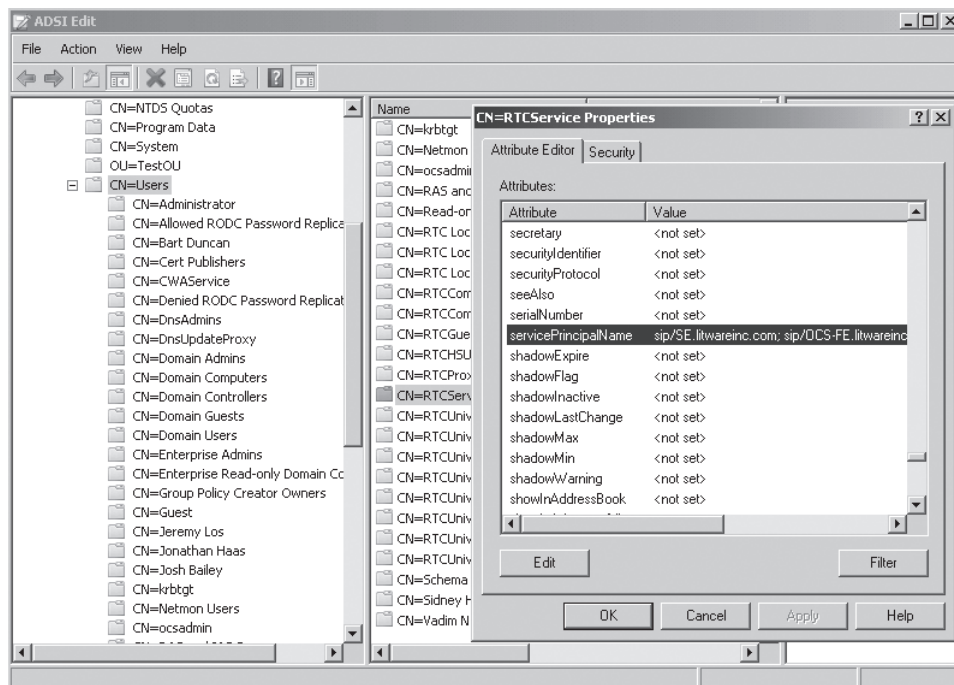 ADSI Edit
File Action View Help
CN=NTDS Quotas
CN=Program Data
CN=System
OU=TestOU
CN=Users
CN=Administrator
CN=Allowed RODC Password Replica
CN=Bart Duncan
CN=Cert Publishers
CN=CWAService
CN=Denied RODC Password Replicat
CN=DnsAdmins
CN=DnsUpdateProxy
CN=Domain Admins
CN=Domain Computers
CN=Domain Controllers
CN=Domain Guests
CN=Domain Users
CN=Enterprise Admins
CN=Enterprise Read-only Domain Co
CN=Group Policy Creator Owners
CN=Guest
CN=Jeremy Los
CN=Jonathan Haas
CN=Josh Bailey
CN=krbtgt
CN=Netmon Users
CN=ocsadmin
Name
CN=krbtgt
CN=Netmon
CN=ocsadmi
CN=RAS and
CN=Read-on
CN=RTC Loc
CN=RTC Loc
CN=RTC Loc
CN=RTCCom
CN=RTCCom
CN=RTCGue
CN=RTCHSU
CN=RTCProx
CN=RTCServ
CN=RTCUniv
CN=RTCUniv
CN=RTCUniv
CN=RTCUniv
CN=RTCUniv
CN=RTCUniv
CN=RTCUniv
CN=RTCUniv
CN=Schema
CN=Sidney H
CN=Vadim N
CN=RTCService Properties
Attribute Editor Security
Attributes:
Attribute Value
secretary <not set>
securityIdentifier <not set>
securityProtocol <not set>
seeAlso <not set>
serialNumber <not set>
servicePrincipalName sip/SE.litwareinc.com; sip/OCS-FE.litwareinc
shadowExpire <not set>
shadowFlag <not set>
shadowInactive <not set>
shadowLastChange <not set>
shadowMax <not set>
shadowMin <not set>
shadowWarning <not set>
showInAddressBook <not set>
Edit Filter
OK Cancel Apply Help